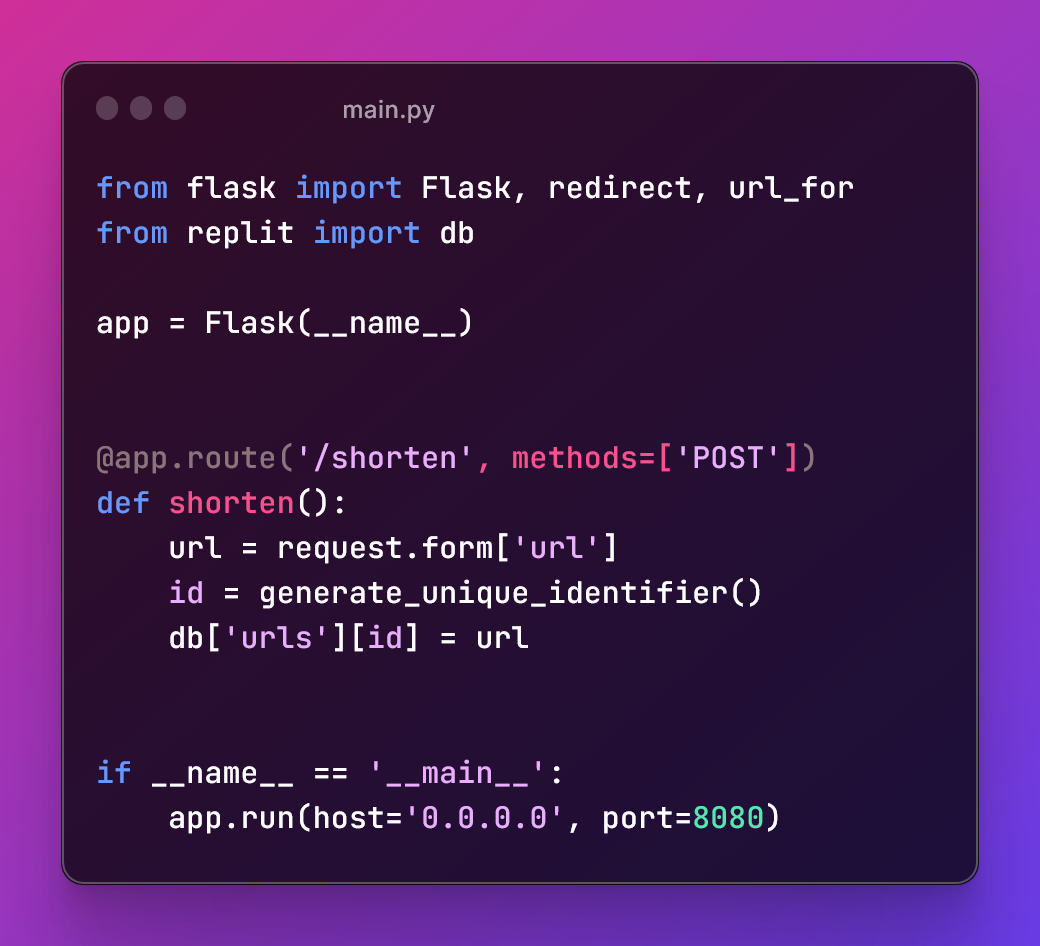 main.py
from flask import Flask, redirect, url_for
from replit import db
app = Flask(__name__)
@app.route('/shorten', methods=['POST'])
def shorten():
    url = request.form['url']
    id = generate_unique_identifier()
    db['urls'][id] = url
if __name__ == '__main__':
    app.run(host='0.0.0.0', port=8080)